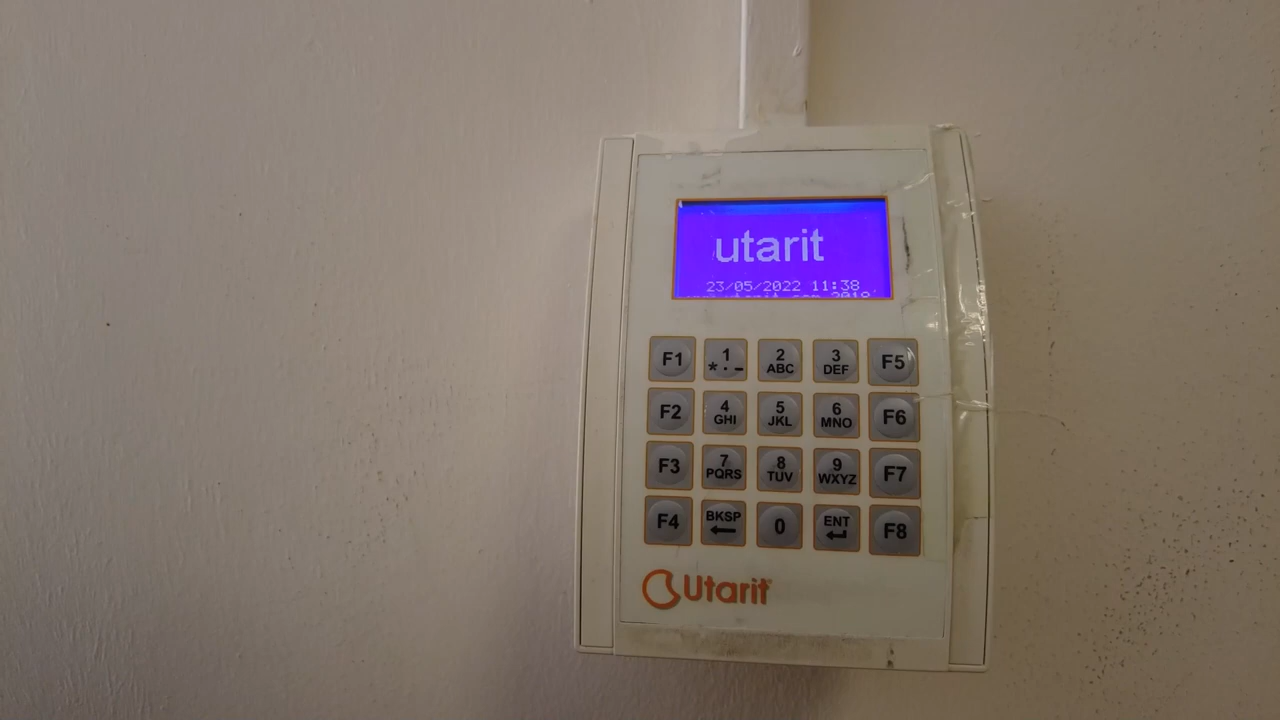 utarit
23/05/2022 11:38
F1 1 2 3 F5
*.- ABC DEF
F2 4 5 6 F6
GHI JKL MNO
F3 7 8 9 F7
PQRS TUV WXYZ
F4 BKSP 0 ENT F8
Utarit